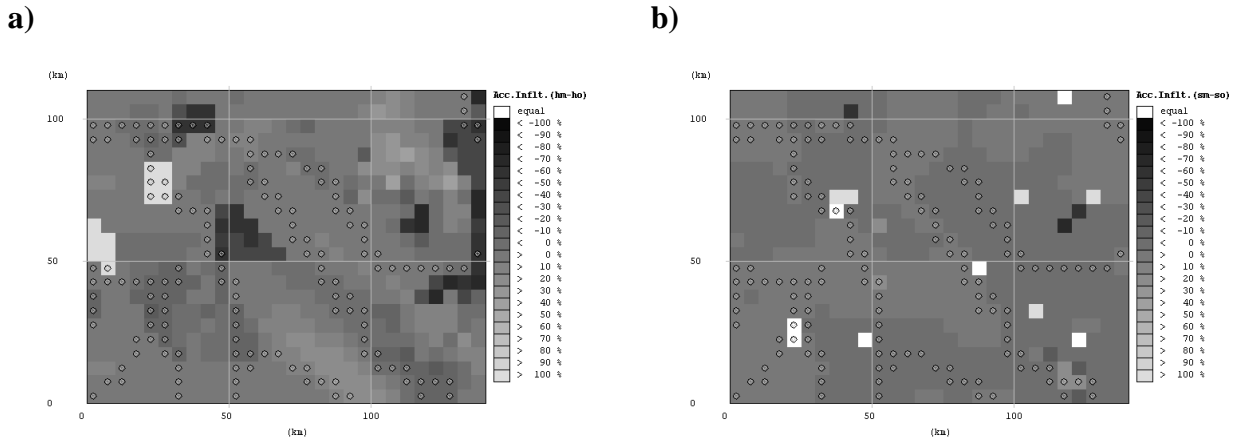 a)
b)
(km)
Acc.Inflt.(hm-ho)
equal
< -100 %
< -90 %
< -80 %
< -70 %
< -60 %
< -50 %
< -40 %
< -30 %
< -20 %
< -10 %
< 0 %
> 0 %
> 10 %
> 20 %
> 30 %
> 40 %
> 50 %
> 60 %
> 70 %
> 80 %
> 90 %
> 100 %
100
50
0
0
50
100
(km)
(km)
Acc.Inflt.(sm-so)
equal
< -100 %
< -90 %
< -80 %
< -70 %
< -60 %
< -50 %
< -40 %
< -30 %
< -20 %
< -10 %
< 0 %
> 0 %
> 10 %
> 20 %
> 30 %
> 40 %
> 50 %
> 60 %
> 70 %
> 80 %
> 90 %
> 100 %
100
50
0
0
50
100
(km)